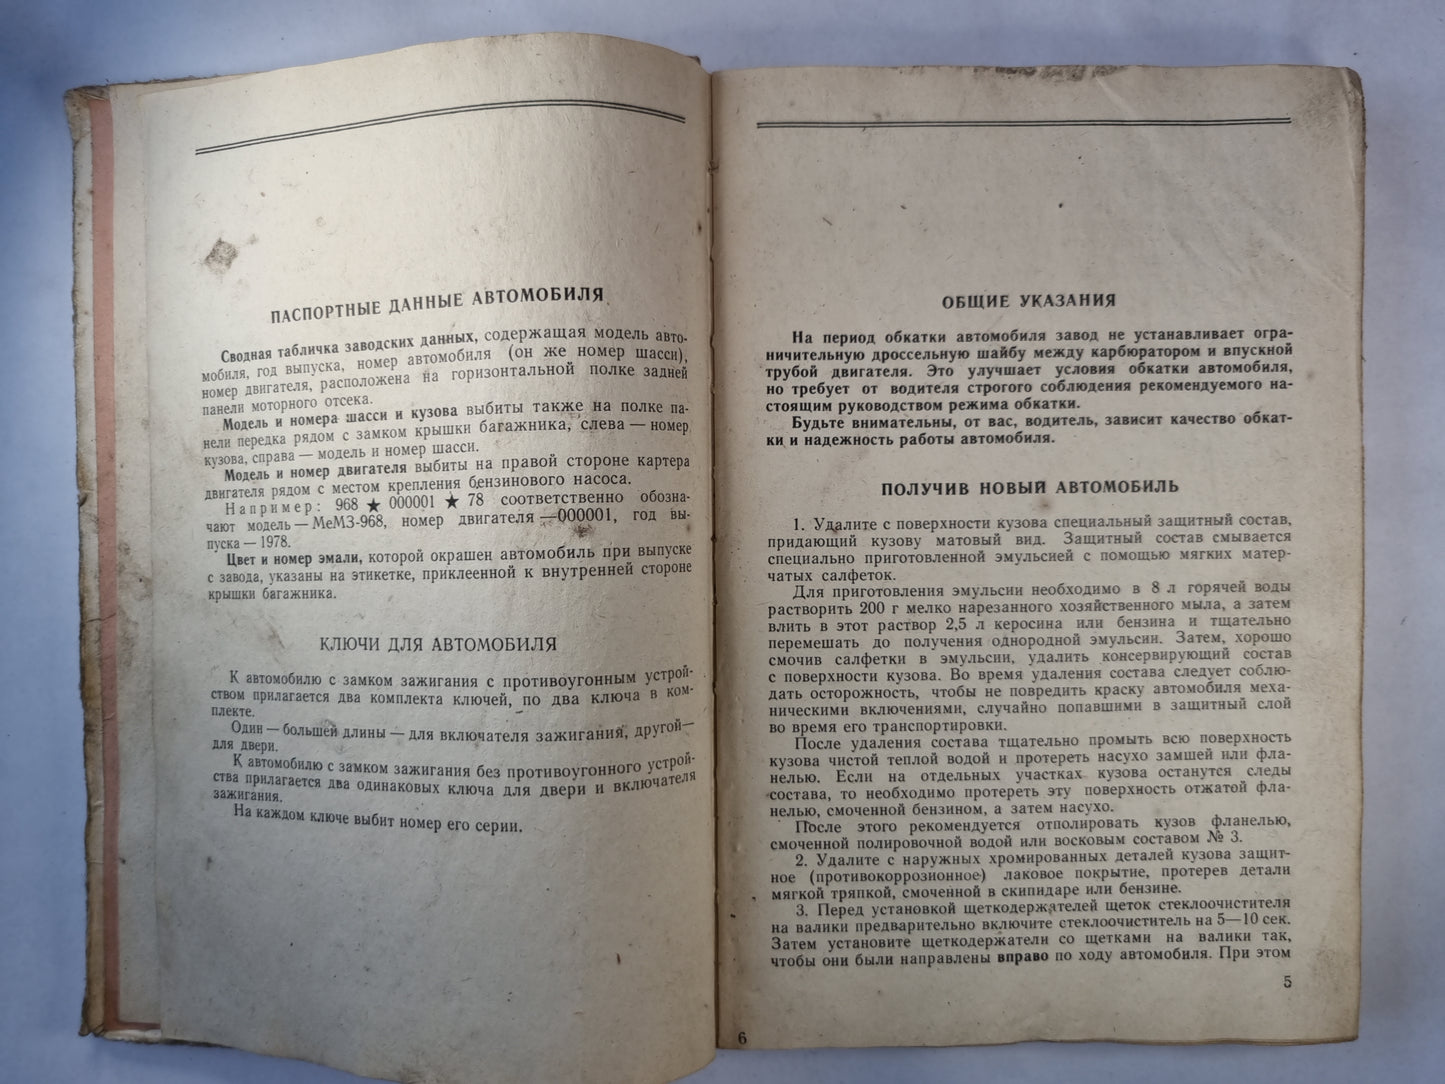 ПАСПОРТНЫЕ ДАННЫЕ АВТОМОБИЛЯ
Сводная табличка заводских данных, содержащая модель авто-
мобиля, год выпуска, номер автомобиля (он же номер шасси),
номер двигателя, расположена на горизонтальной полке задней
панели моторного отсека.
Модель и номера шасси и кузова выбиты также на полке па-
нели передка рядом с замком крышки багажника, слева — номер
кузова, справа — модель и номер шасси.
Модель и номер двигателя выбиты на правой стороне картера
двигателя рядом с местом крепления бензинового насоса.
Например: 968 ★ 000001 ★ 78 соответственно обозна-
чают модель — МеМЗ-968, номер двигателя — 000001, год вы-
пуска — 1978.
Цвет и номер эмали, которой окрашен автомобиль при выпуске
с завода, указаны на этикетке, приклеенной к внутренней стороне
крышки багажника.
КЛЮЧИ ДЛЯ АВТОМОБИЛЯ
К автомобилю с замком зажигания с противоугонным устрой-
ством прилагается два комплекта ключей, по два ключа в ком-
плекте.
Один — большей длины — для включателя зажигания, другой —
для двери.
К автомобилю с замком зажигания без противоугонного устрой-
ства прилагается два одинаковых ключа для двери и включателя
зажигания.
На каждом ключе выбит номер его серии.
ОБЩИЕ УКАЗАНИЯ
На период обкатки автомобиля завод не устанавливает огра-
ничительную дроссельную шайбу между карбюратором и впускной
трубой двигателя. Это улучшает условия обкатки автомобиля,
но требует от водителя строгого соблюдения рекомендуемого на-
стоящим руководством режима обкатки.
Будьте внимательны, от вас, водитель, зависит качество обкат-
ки и надежность работы автомобиля.
ПОЛУЧИВ НОВЫЙ АВТОМОБИЛЬ
1. Удалите с поверхности кузова специальный защитный состав,
придающий кузову матовый вид. Защитный состав смывается
специально приготовленной эмульсией с помощью мягких матер-
чатых салфеток.
Для приготовления эмульсии необходимо в 8 л горячей воды
растворить 200 г мелко нарезанного хозяйственного мыла, а затем
влить в этот раствор 2,5 л керосина или бензина и тщательно
перемешать до получения однородной эмульсии. Затем, хорошо
смочив салфетки в эмульсии, удалить консервирующий состав
с поверхности кузова. Во время удаления состава следует соблю-
дать осторожность, чтобы не повредить краску автомобиля меха-
ническими включениями, случайно попавшими в защитный слой
во время его транспортировки.
После удаления состава тщательно промыть всю поверхность
кузова чистой теплой водой и протереть насухо замшей или фла-
нелью. Если на отдельных участках кузова останутся следы
состава, то необходимо протереть эту поверхность отжатой фла-
нелью, смоченной бензином, а затем насухо.
После этого рекомендуется отполировать кузов фланелью,
смоченной полировочной водой или восковым составом № 3.
2. Удалите с наружных хромированных деталей кузова защит-
ное (противокоррозионное) лаковое покрытие, протерев детали
мягкой тряпкой, смоченной в скипидаре или бензине.
3. Перед установкой щеткодержателей щеток стеклоочистителя
на валики предварительно включите стеклоочиститель на 5—10 сек.
Затем установите щеткодержатели со щетками на валики так,
чтобы они были направлены вправо по ходу автомобиля. При этом
5
6